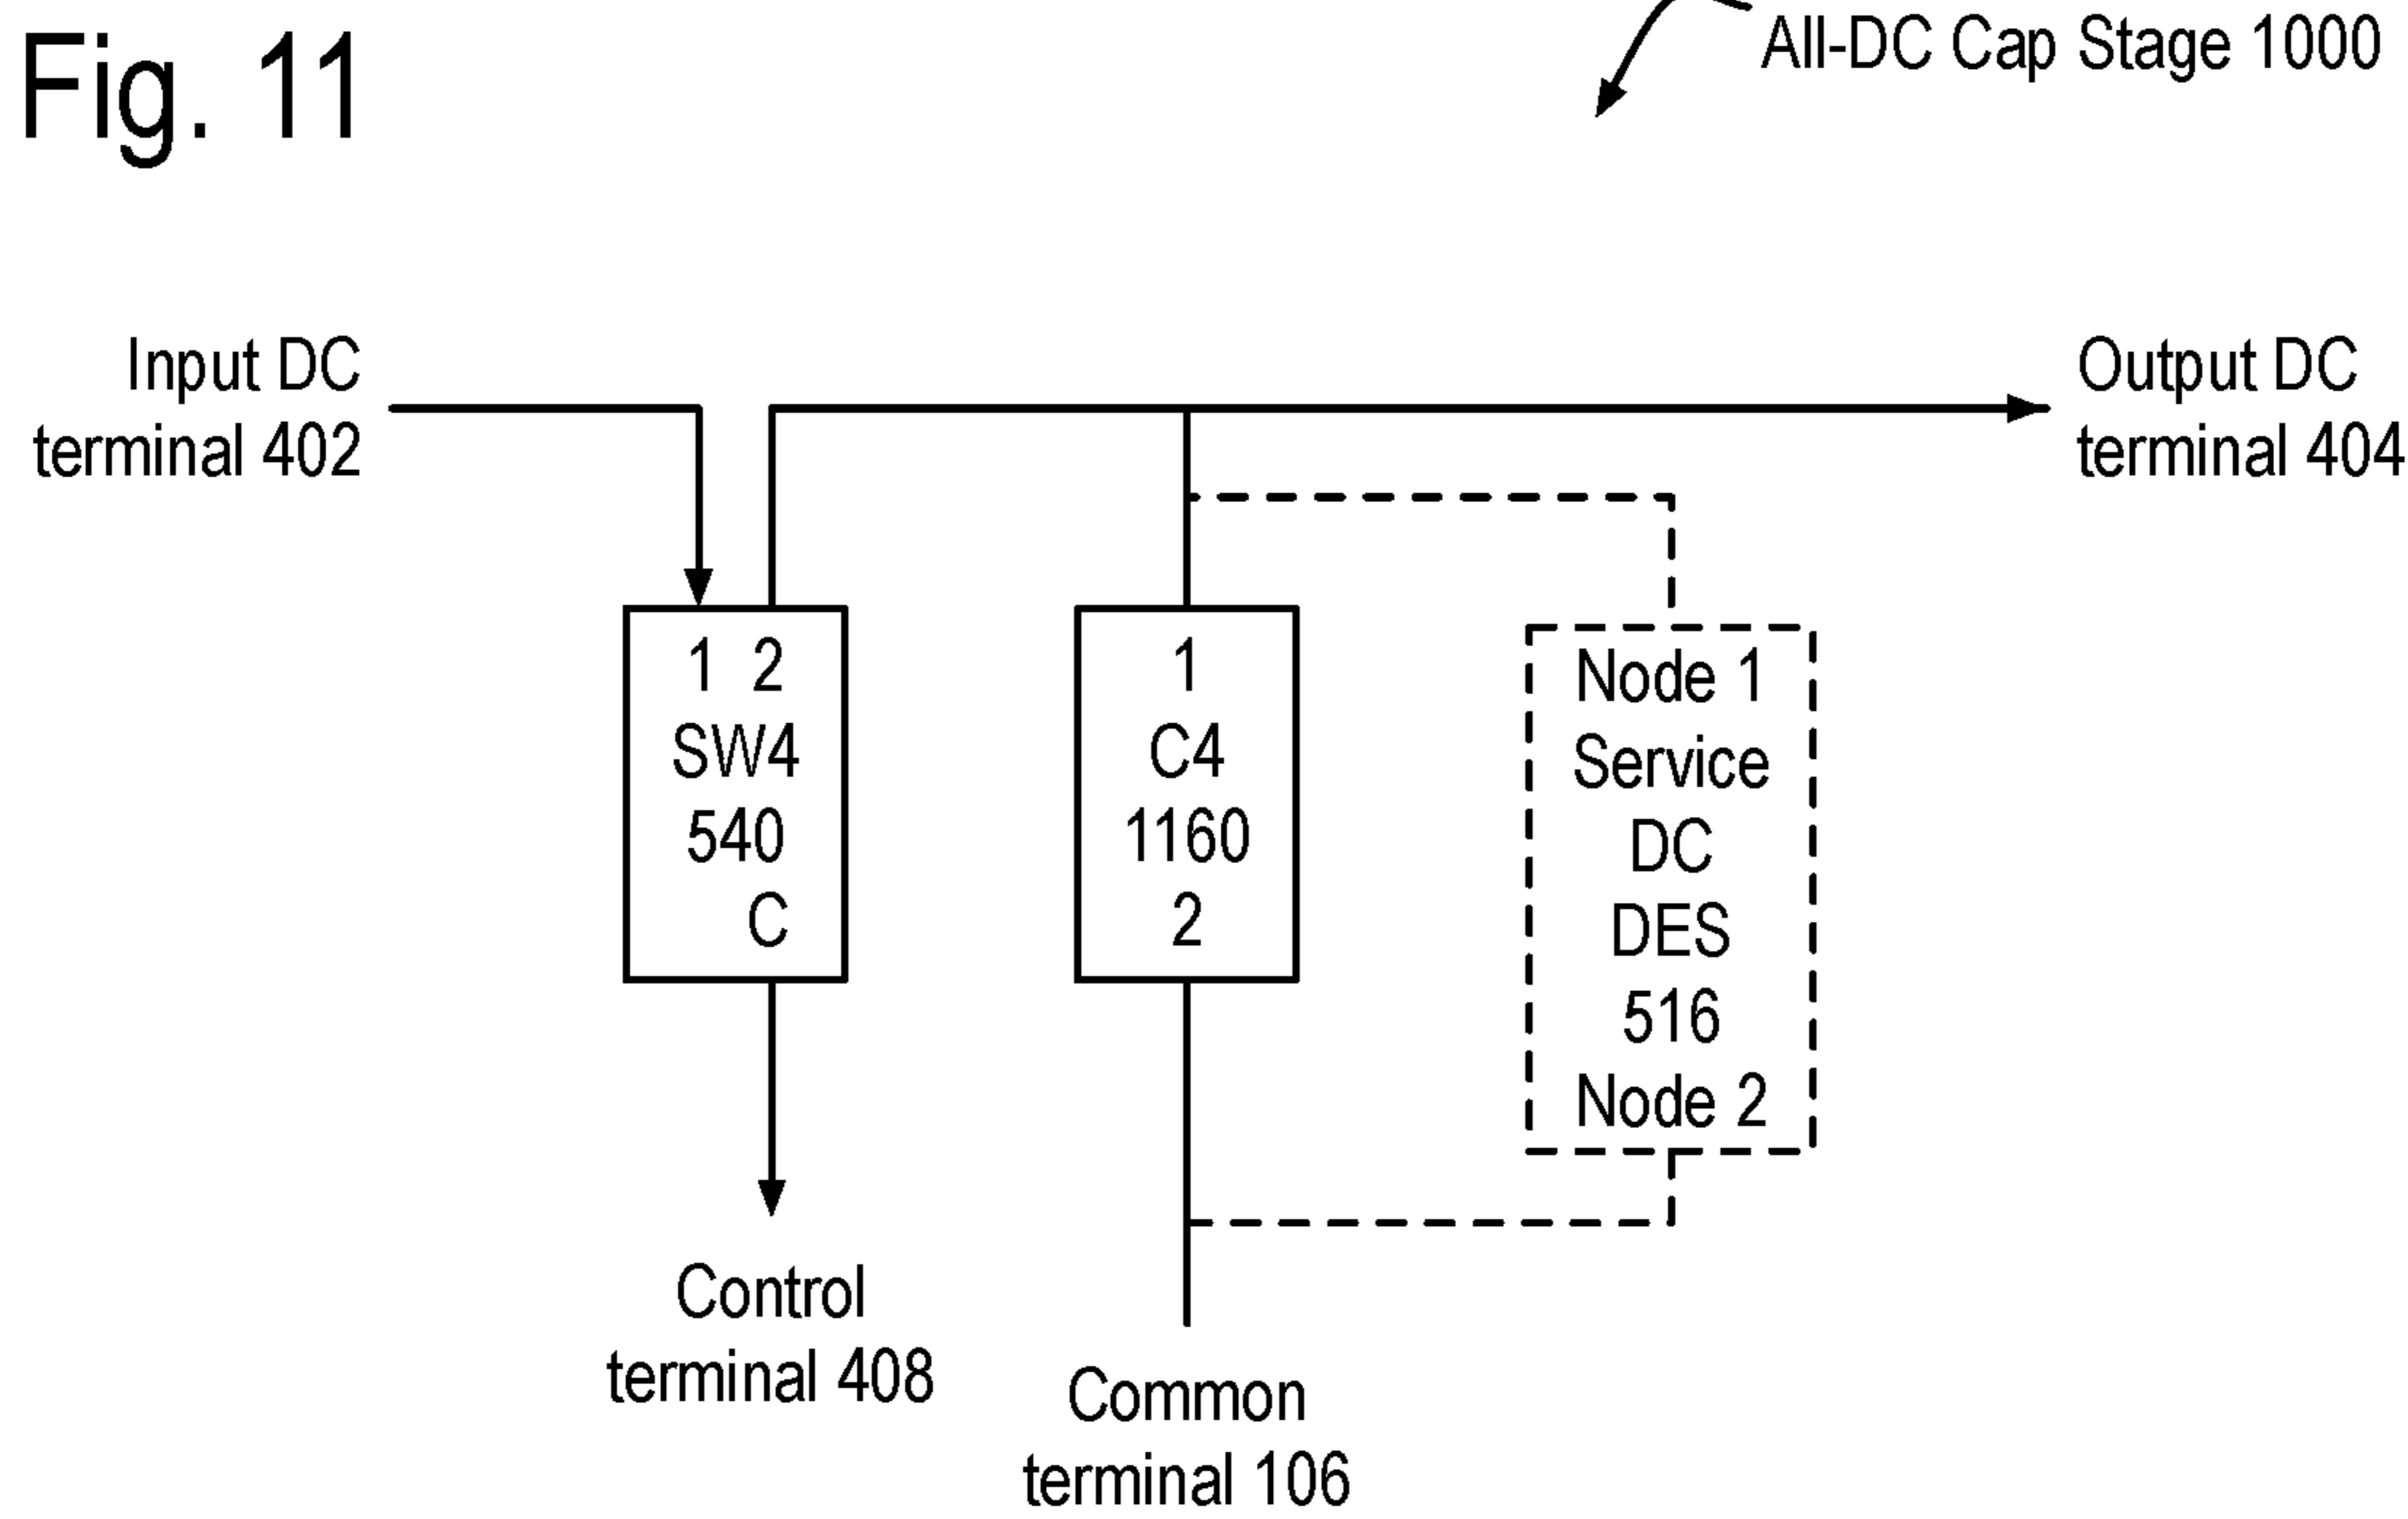 Fig. 11
All-DC Cap Stage 1000
Input DC
terminal 402
Output DC
terminal 404
1 2
SW4
540
C
1
C4
1160
2
Node 1
Service
DC
DES
516
Node 2
Control
terminal 408
Common
terminal 106